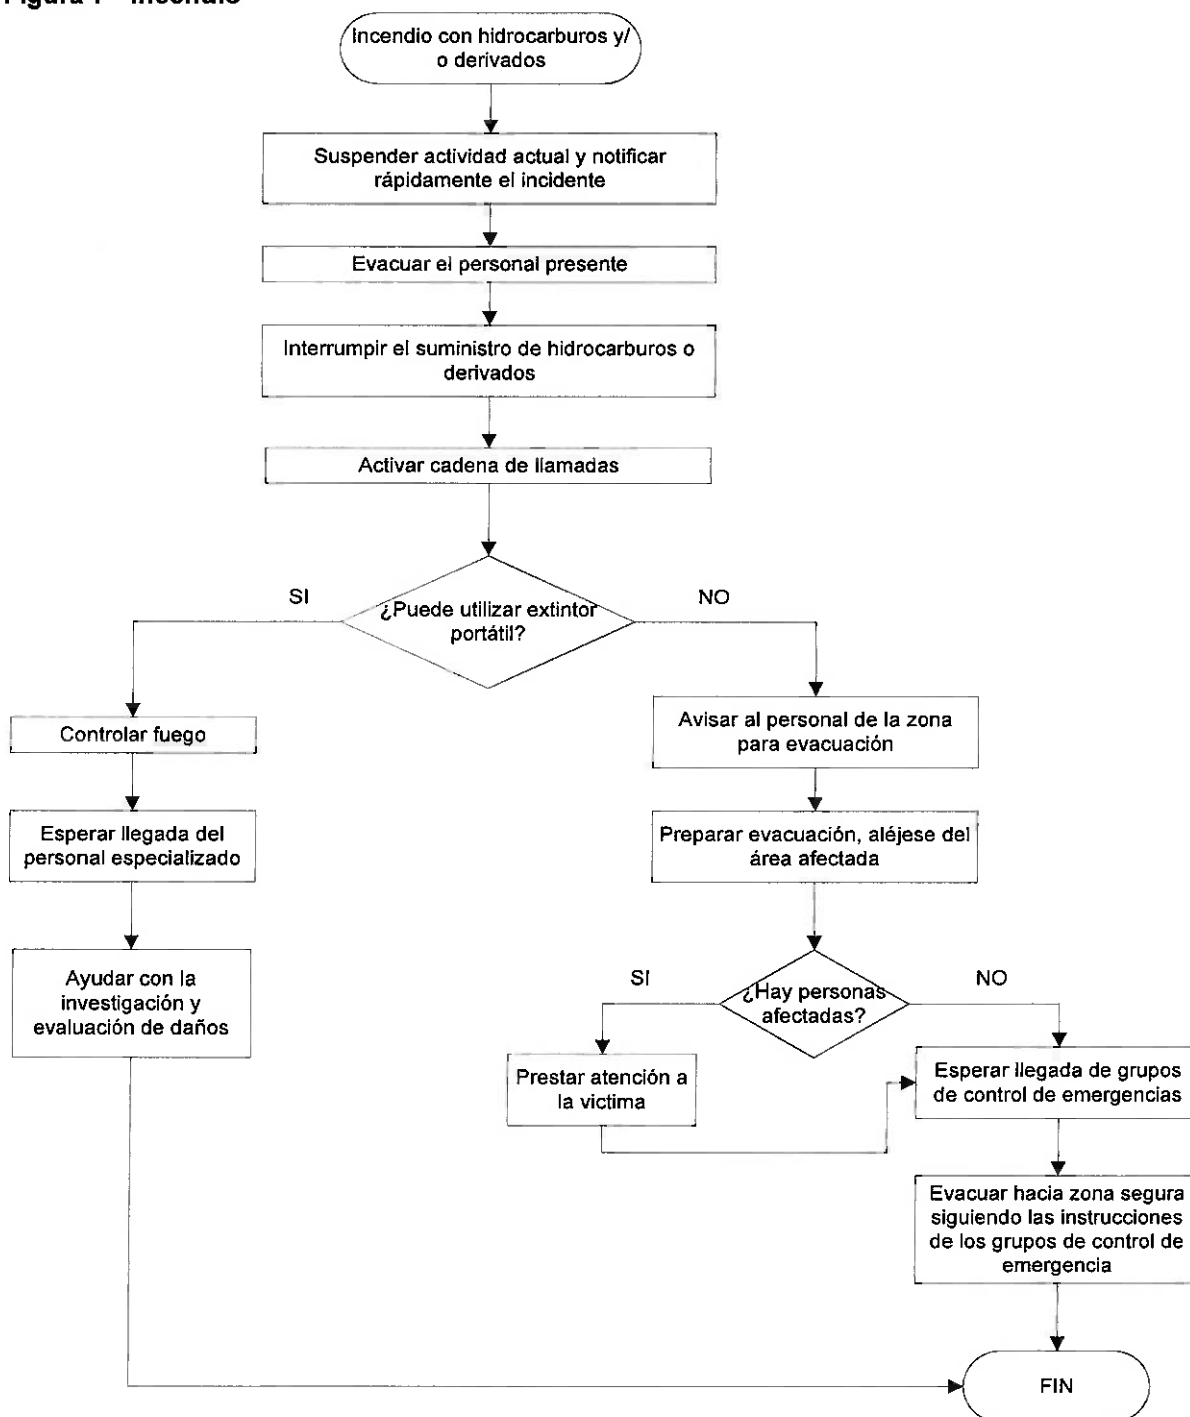 Incendio con hidrocarburos y/
o derivados
Suspender actividad actual y notificar
rápidamente el incidente
Evacuar el personal presente
Interrumpir el suministro de hidrocarburos o
derivados
Activar cadena de llamadas
SI
¿Puede utilizar extintor
portátil?
NO
Controlar fuego
Esperar llegada del
personal especializado
Ayudar con la
investigación y
evaluación de daños
Avisar al personal de la zona
para evacuación
Preparar evacuación, aléjese del
área afectada
SI
¿Hay personas
afectadas?
NO
Prestar atención a
la victima
Esperar llegada de grupos
de control de emergencias
Evacuar hacia zona segura
siguiendo las instrucciones
de los grupos de control de
emergencia
FIN